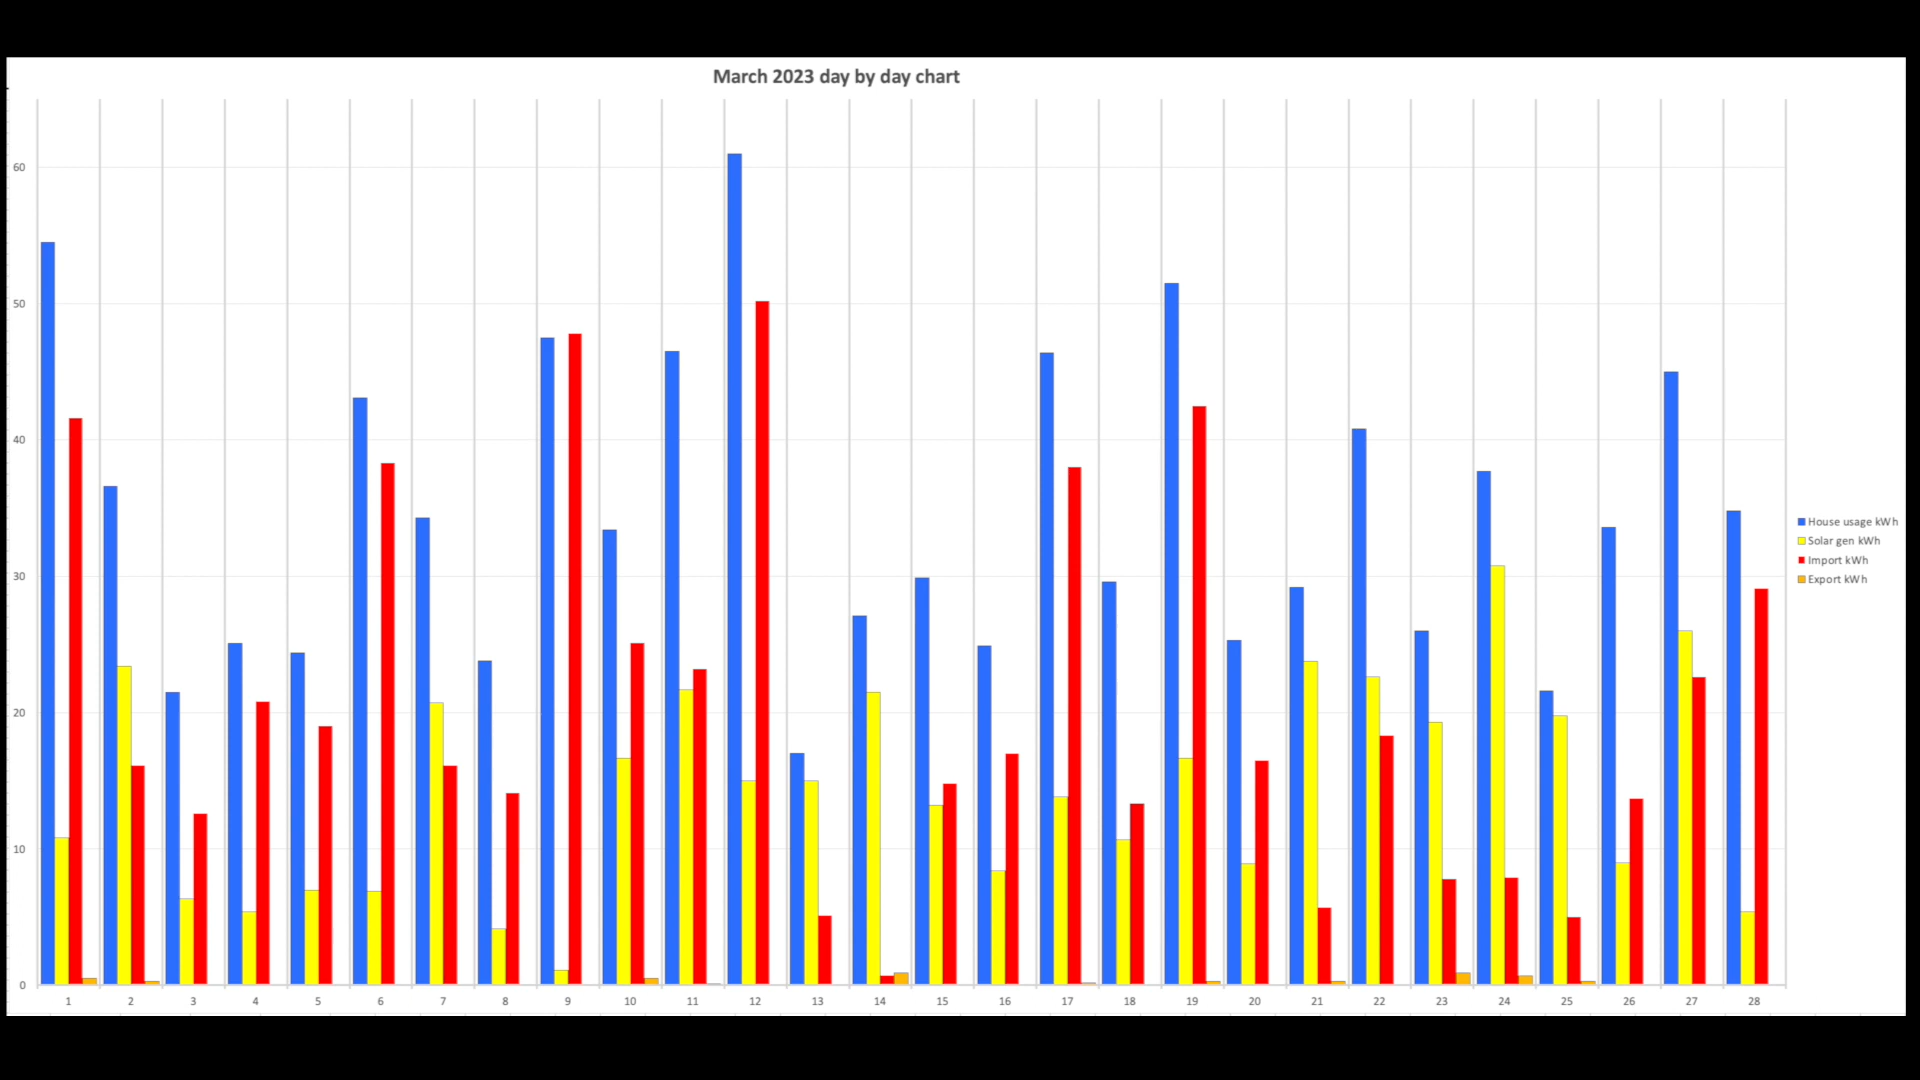 March 2023 day by day chart
60
50
40
30
20
10
0
1 2 3 4 5 6 7 8 9 10 11 12 13 14 15 16 17 18 19 20 21 22 23 24 25 26 27 28
House usage kWh
Solar gen kWh
Import kWh
Export kWh